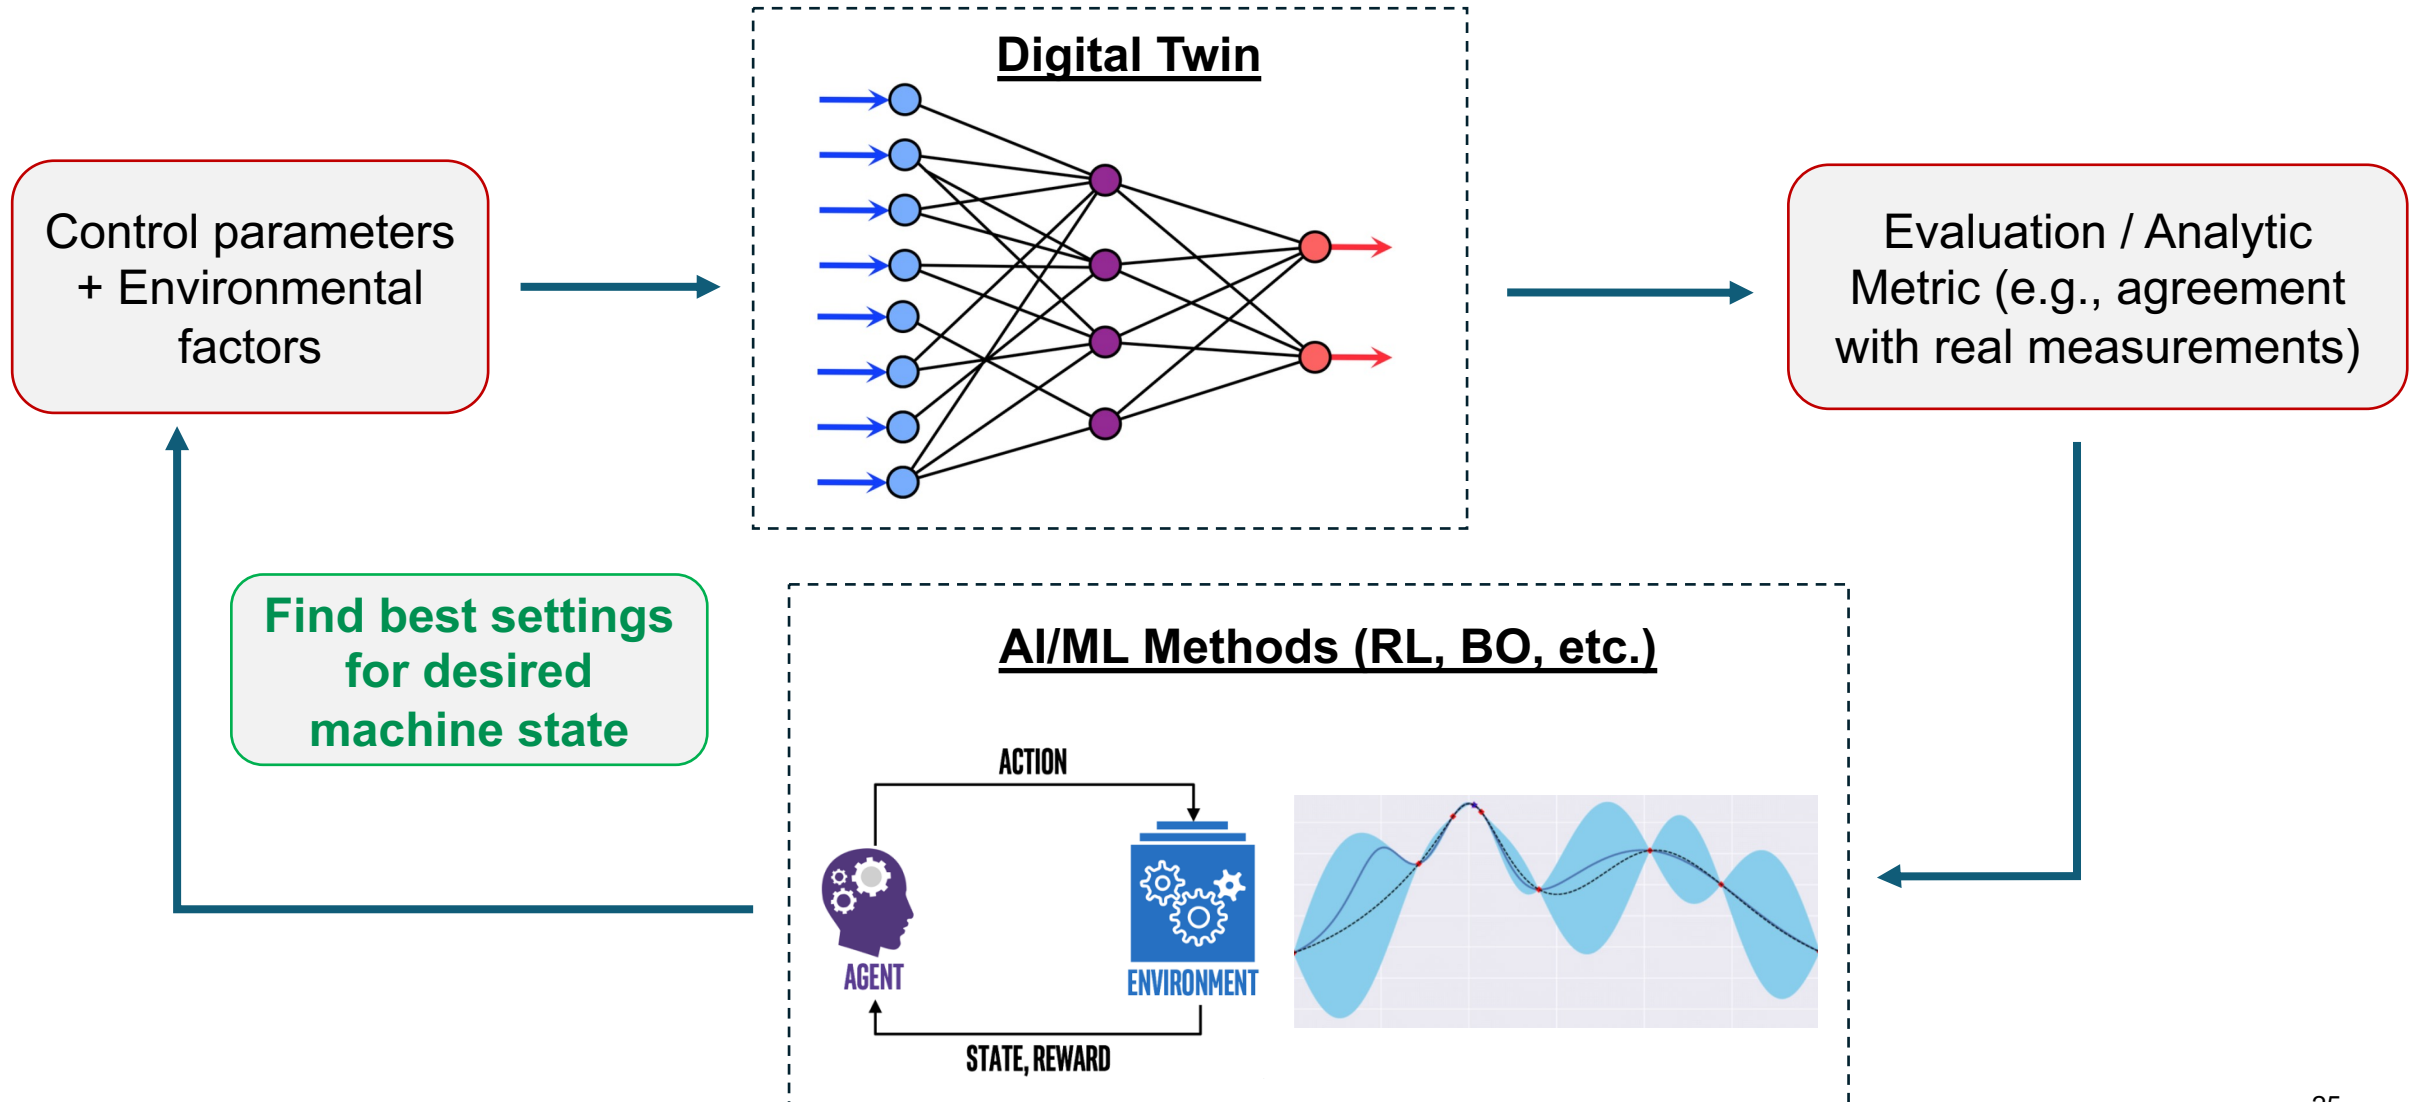 Digital Twin
Control parameters
+ Environmental
factors
Evaluation / Analytic
Metric (e.g., agreement
with real measurements)
Find best settings
for desired
machine state
AI/ML Methods (RL, BO, etc.)
ACTION
AGENT
ENVIRONMENT
STATE, REWARD